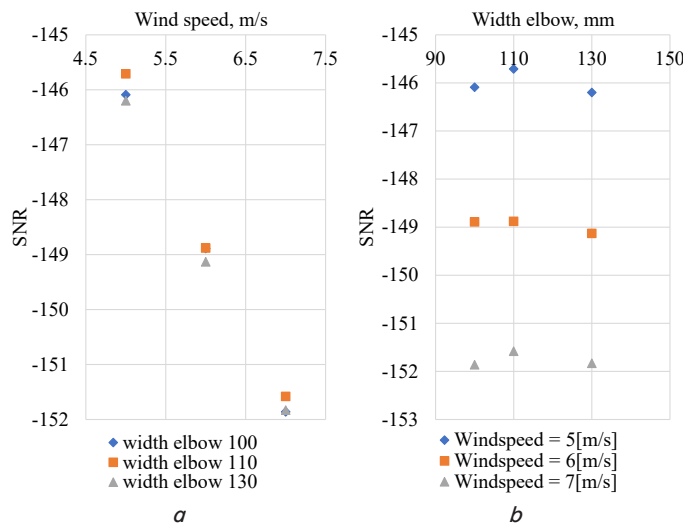 Wind speed, m/s
-145
4.5 5.5 6.5 7.5
-146
-147
-148
-149
-150
-151
-152
SNR
width elbow 100
width elbow 110
width elbow 130
a
Width elbow, mm
-145
90 110 130 150
-146
-147
-148
-149
-150
-151
-152
-153
SNR
Windspeed = 5[m/s]
Windspeed = 6[m/s]
Windspeed = 7[m/s]
b